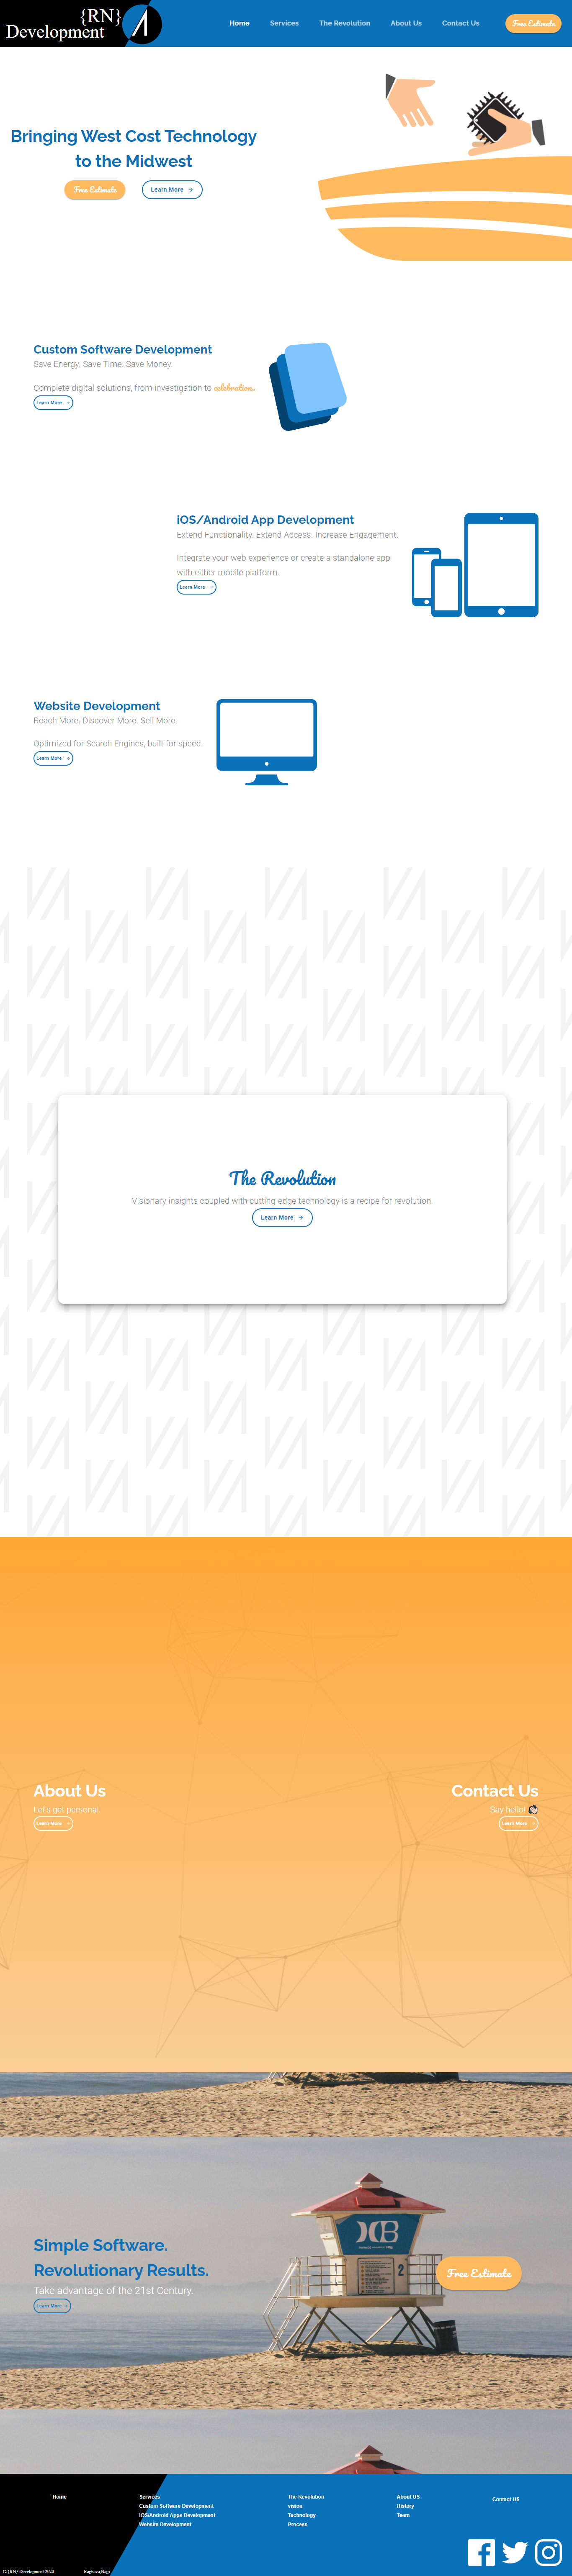 {RN}
Development
Home Services The Revolution About Us Contact Us Free Estimate
Bringing West Cost Technology
to the Midwest
Free Estimate Learn More
Custom Software Development
Save Energy. Save Time. Save Money.
Complete digital solutions, from investigation to celebration.
Learn More
iOS/Android App Development
Extend Functionality. Extend Access. Increase Engagement.
Integrate your web experience or create a standalone app
with either mobile platform.
Learn More
Website Development
Reach More. Discover More. Sell More.
Optimized for Search Engines, built for speed.
Learn More
The Revolution
Visionary insights coupled with cutting-edge technology is a recipe for revolution.
Learn More
About Us
Let's get personal.
Learn More
Contact Us
Say hello!
Learn More
HB
2
Simple Software.
Revolutionary Results.
Take advantage of the 21st Century.
Learn More
Free Estimate
Home
Services
Custom Software Development
IOS/Android Apps Development
Website Development
The Revolution
vision
Technology
Process
About US
History
Team
Contact US
© {RN} Development 2020